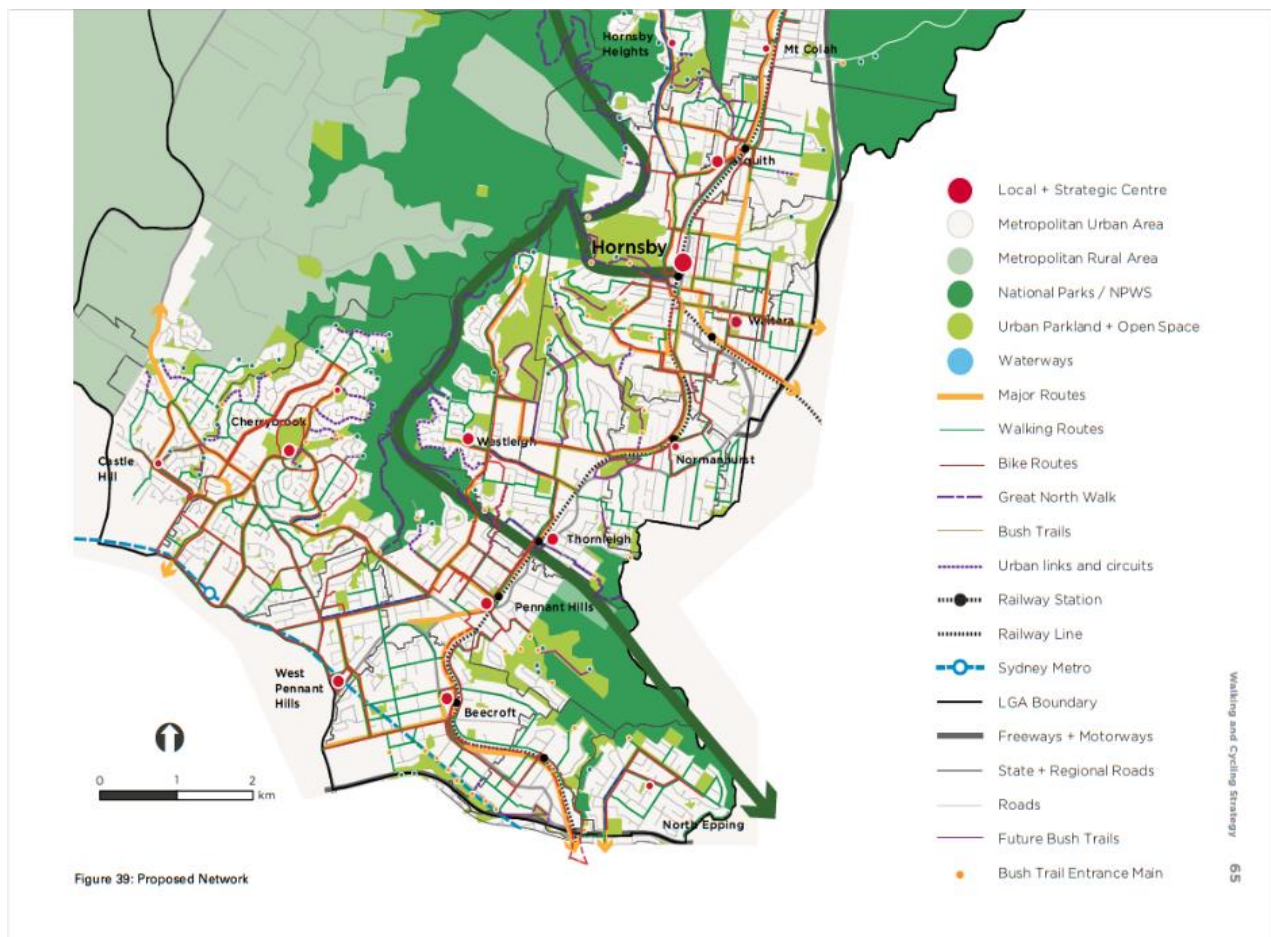 Hornsby
Heights
Mt Colah
Asquith
Hornsby
Waitara
Cherrybrook
Westleigh
Castle
Hill
Normanhurst
Thornleigh
Pennant Hills
West
Pennant
Hills
Beecroft
North Epping
0 1 2
km
Figure 39: Proposed Network
Local + Strategic Centre
Metropolitan Urban Area
Metropolitan Rural Area
National Parks / NPWS
Urban Parkland + Open Space
Waterways
Major Routes
Walking Routes
Bike Routes
Great North Walk
Bush Trails
Urban links and circuits
Railway Station
Railway Line
Sydney Metro
LGA Boundary
Freeways + Motorways
State + Regional Roads
Roads
Future Bush Trails
Bush Trail Entrance Main
Walking and Cycling Strategy
65